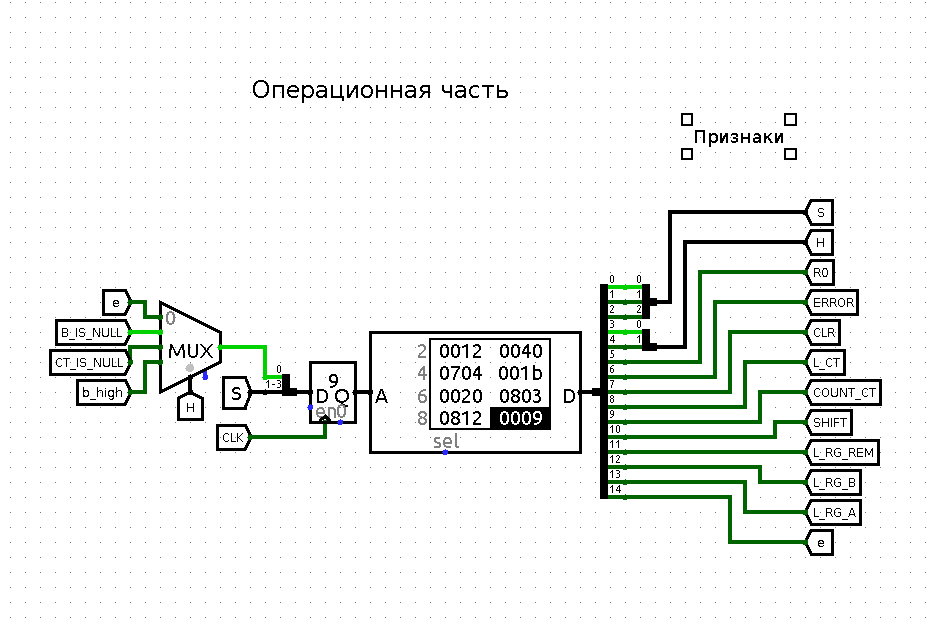 Операционная часть
Признаки
S
H
R0
ERROR
CLR
L_CT
COUNT_CT
SHIFT
L_RG_REM
L_RG_B
L_RG_A
e
0 0
1 1
2 2
3 0
4 1
5
6
7
8
9
10
11
12
13
14
e
B_IS_NULL
CT_IS_NULL
b_high
0
MUX
H
S
0
1-3
CLK
9
D Q
en 0
A
2 0012 0040
4 0704 001b
6 0020 0803
8 0812 0009
sel
D